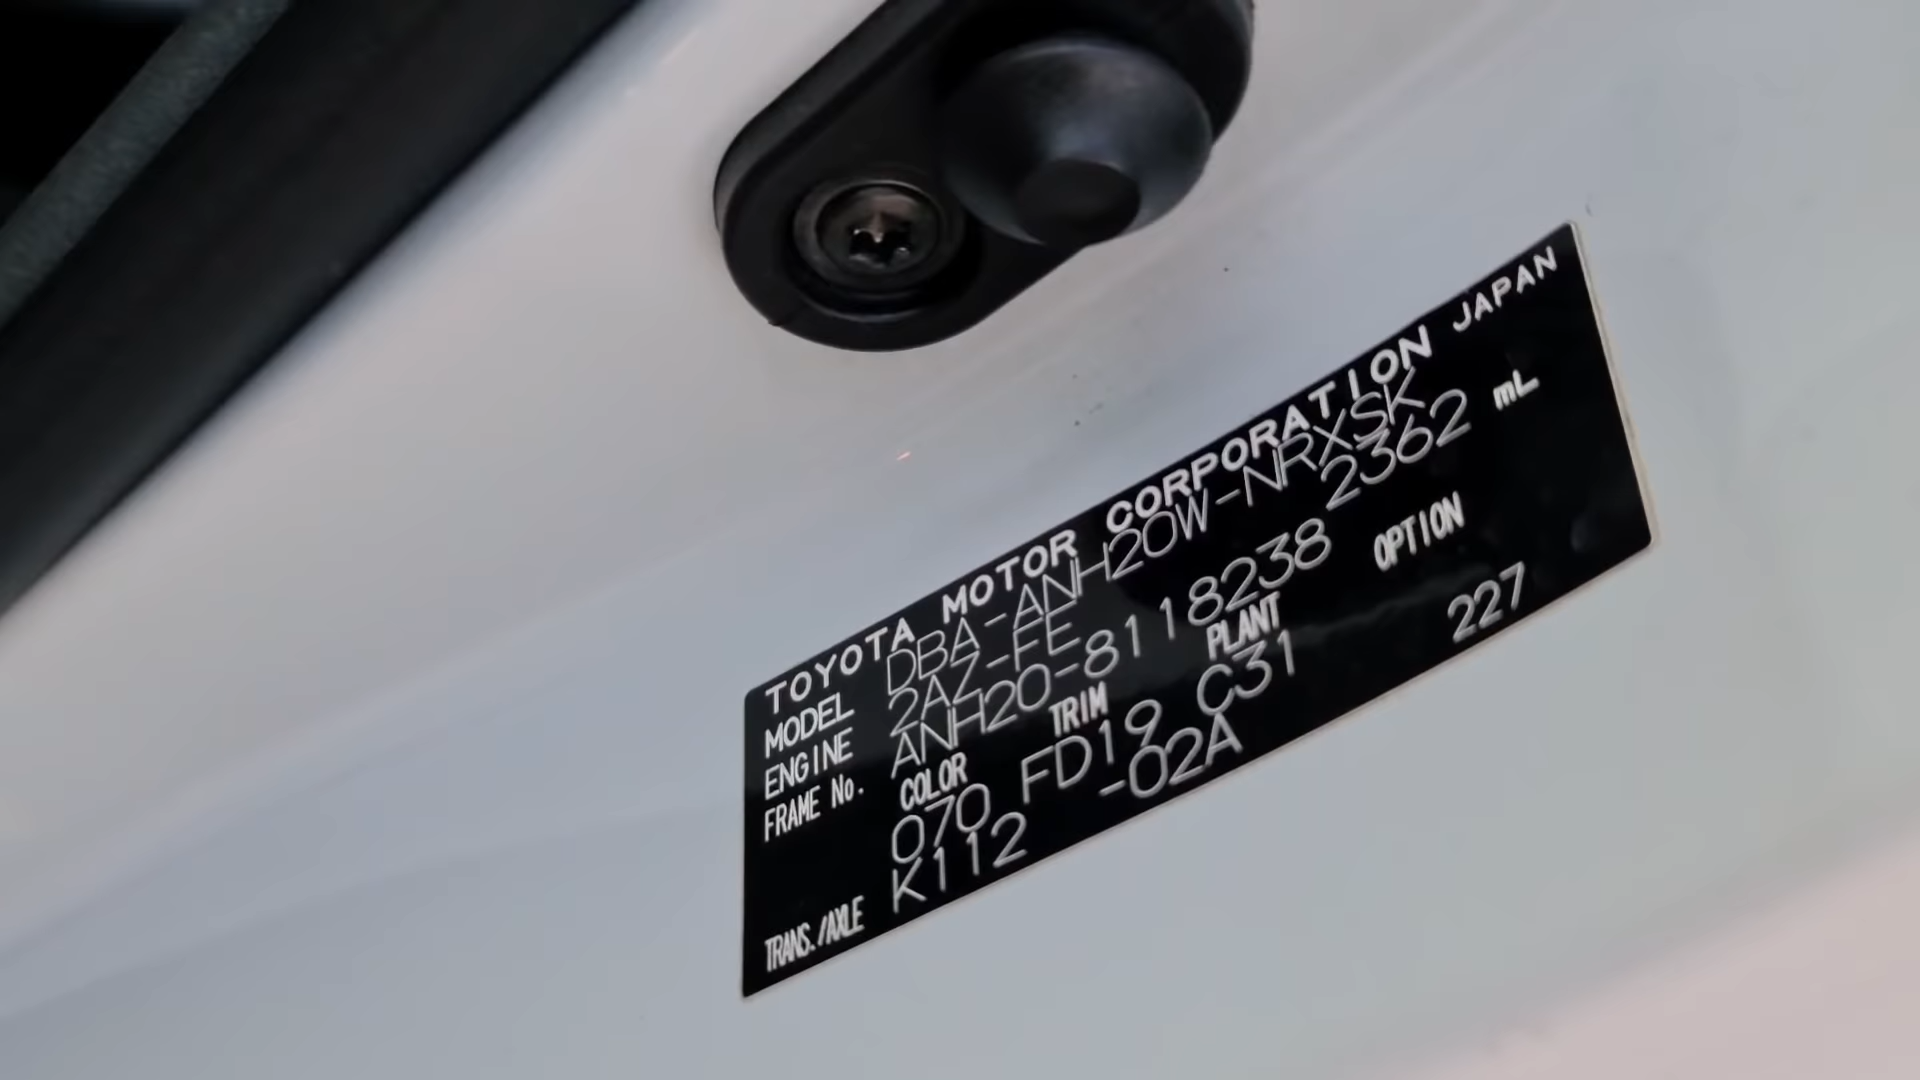 TOYOTA MOTOR CORPORATION JAPAN
MODEL DBA-ANH20W-NRXSK
ENGINE 2AZ-FE 2362 mL
FRAME No. ANH20-8118238
COLOR TRIM PLANT OPTION
070 FD19 C31 227
TRANS./AXLE K112 -02A